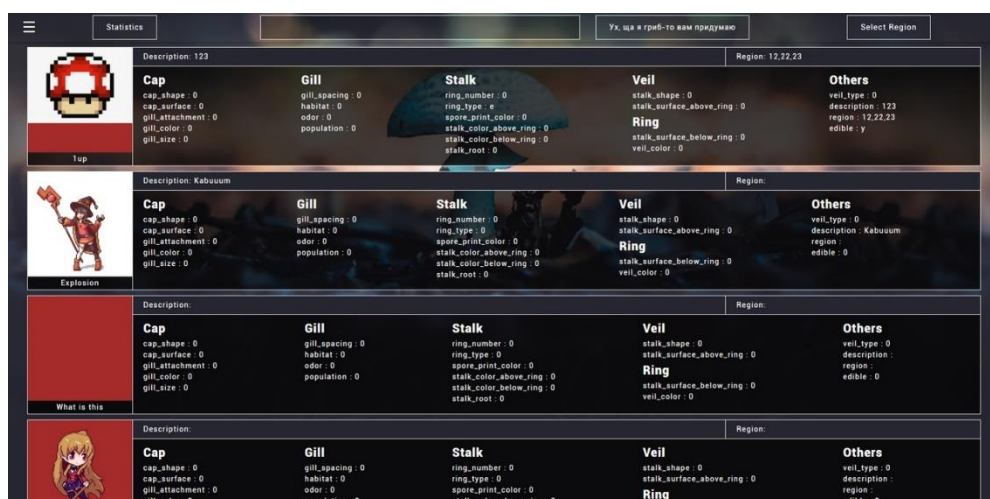 Statistics
Ух, ща я гриб-то вам придумаю
Select Region
Description: 123
Region: 12,22,23
Cap
cap_shape : 0
cap_surface : 0
gill_attachment : 0
gill_color : 0
gill_size : 0
Gill
gill_spacing : 0
habitat : 0
odor : 0
population : 0
Stalk
ring_number : 0
ring_type : e
spore_print_color : 0
stalk_color_above_ring : 0
stalk_color_below_ring : 0
stalk_root : 0
Veil
stalk_shape : 0
stalk_surface_above_ring : 0
Ring
stalk_surface_below_ring : 0
veil_color : 0
Others
veil_type : 0
description : 123
region : 12,22,23
edible : y
1up
Description: Kabuuum
Region:
Cap
cap_shape : 0
cap_surface : 0
gill_attachment : 0
gill_color : 0
gill_size : 0
Gill
gill_spacing : 0
habitat : 0
odor : 0
population : 0
Stalk
ring_number : 0
ring_type : 0
spore_print_color : 0
stalk_color_above_ring : 0
stalk_color_below_ring : 0
stalk_root : 0
Veil
stalk_shape : 0
stalk_surface_above_ring : 0
Ring
stalk_surface_below_ring : 0
veil_color : 0
Others
veil_type : 0
description : Kabuuum
region :
edible : 0
Explosion
Description:
Region:
Cap
cap_shape : 0
cap_surface : 0
gill_attachment : 0
gill_color : 0
gill_size : 0
Gill
gill_spacing : 0
habitat : 0
odor : 0
population : 0
Stalk
ring_number : 0
ring_type : 0
spore_print_color : 0
stalk_color_above_ring : 0
stalk_color_below_ring : 0
stalk_root : 0
Veil
stalk_shape : 0
stalk_surface_above_ring : 0
Ring
stalk_surface_below_ring : 0
veil_color : 0
Others
veil_type : 0
description :
region :
edible : 0
What is this
Description:
Region:
Cap
cap_shape : 0
cap_surface : 0
gill_attachment : 0
Gill
gill_spacing : 0
habitat : 0
odor : 0
Stalk
ring_number : 0
ring_type : 0
spore_print_color : 0
Veil
stalk_shape : 0
stalk_surface_above_ring : 0
Ring
Others
veil_type : 0
description :
region :